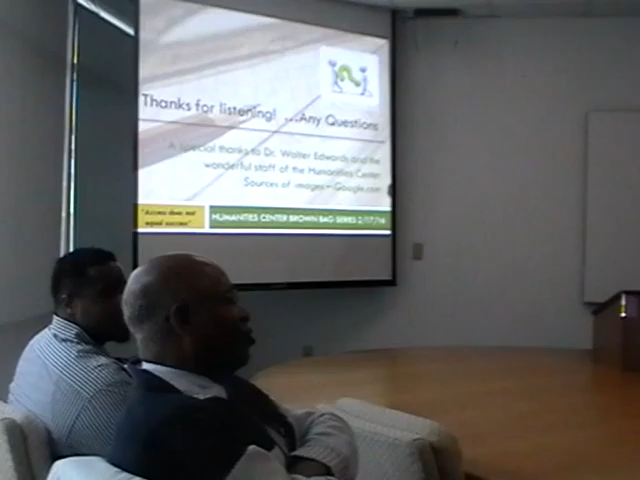 Thanks for listening! ...Any Questions
A special thanks to Dr. Walter Edwards and the
wonderful staff of the Humanities Center
Sources of images – Google.com
"Access does not
equal success"
HUMANITIES CENTER BROWN BAG SERIES 2/17/16